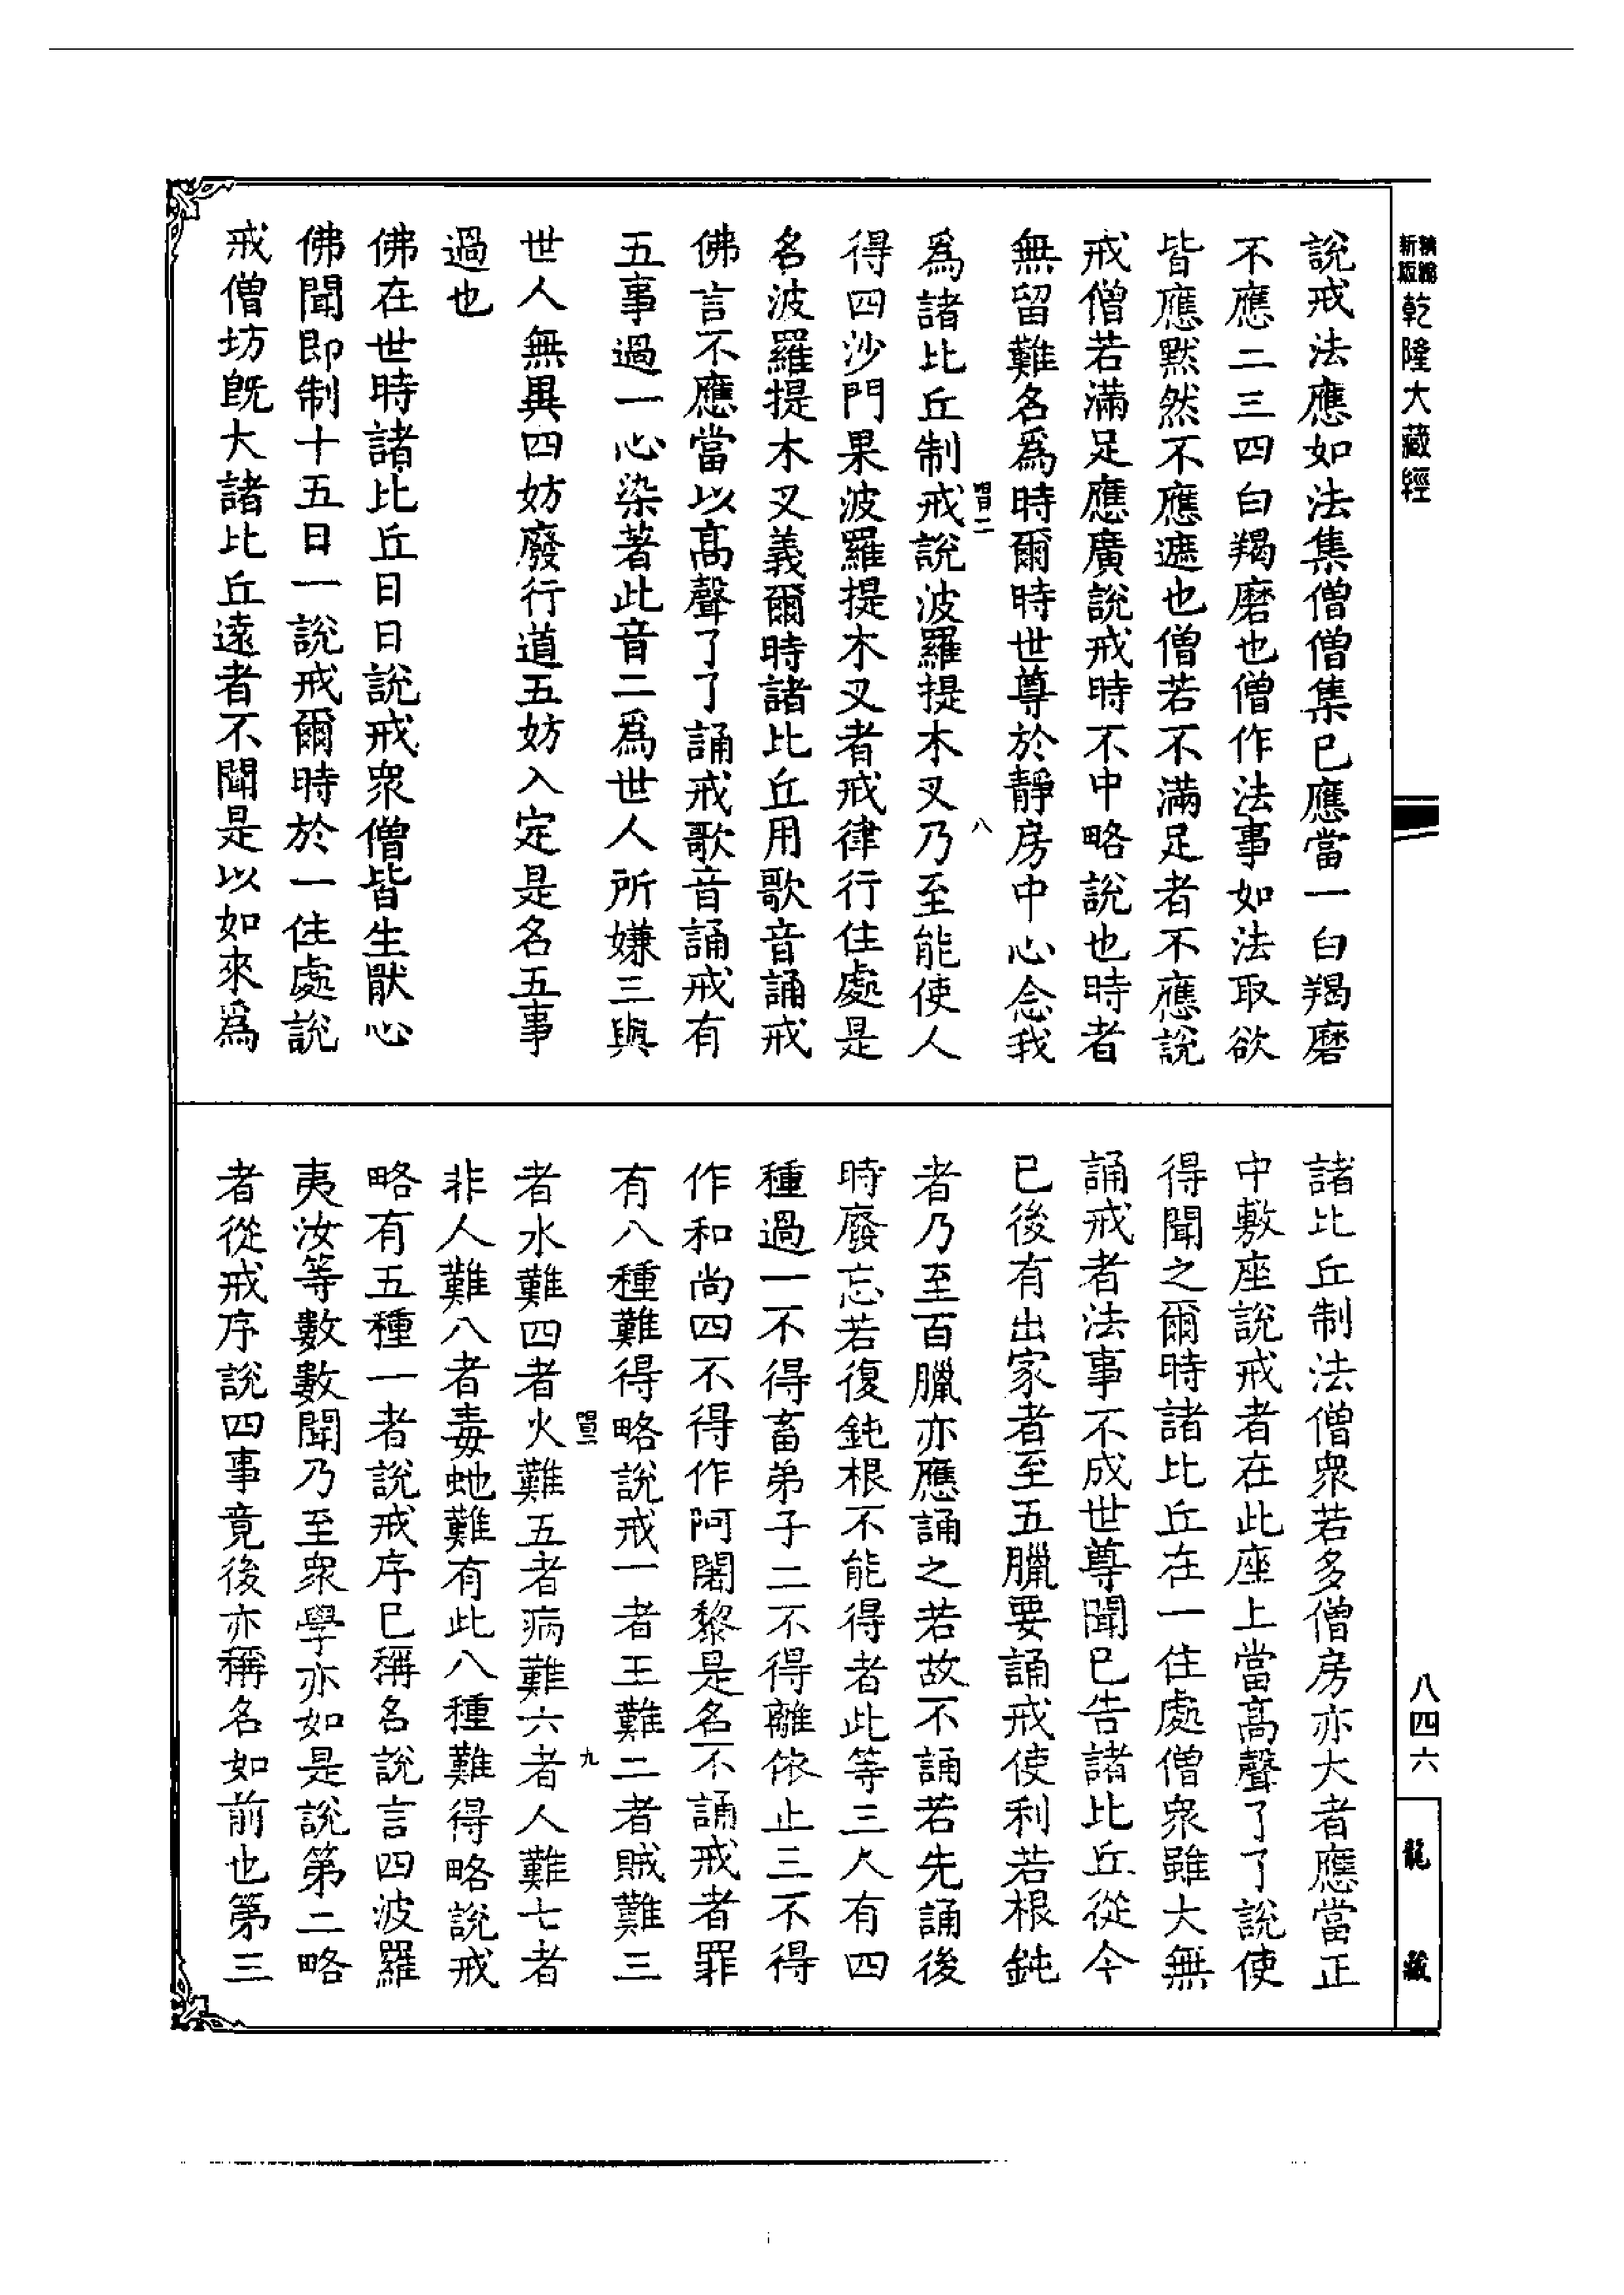 新版
精編
乾隆大藏經
說戒法應如法集僧僧集已應當一白羯磨
不應二三四白羯磨也僧作法事如法取欲
皆應默然不應遮也僧若不滿足者不應說
戒僧若滿足應廣說戒時不中略說也時者
無留難名爲時爾時世尊於靜房中心念我
八
爲諸比丘制戒說波羅提木叉乃至能使人
得四沙門果波羅提木叉者戒律行住處是
名波羅提木叉義爾時諸比丘用歌音誦戒
佛言不應當以高聲了了誦戒歌音誦戒有
五事過一心染著此音二爲世人所嫌三與
世人無異四妨廢行道五妨入定是名五事
過也
佛在世時諸比丘日日說戒衆僧皆生厭心
佛聞即制十五日一說戒爾時於一住處說
戒僧坊旣大諸比丘遠者不聞是以如來爲
諸比丘制法僧衆若多僧房亦大者應當正
中敷座說戒者在此座上當高聲了了說使
得聞之爾時諸比丘在一住處僧衆雖大無
誦戒者法事不成世尊聞已告諸比丘從今
已後有出家者至五臘要誦戒使利若根鈍
者乃至百臘亦應誦之若故不誦若先誦後
時廢忘若復鈍根不能得者此等三人有四
種過一不得畜弟子二不得離依止三不得
作和尚四不得作阿闍黎是名不誦戒者罪
有八種難得略說戒一者王難二者賊難三
九
者水難四者火難五者病難六者人難七者
非人難八者毒蛇難有此八種難得略說戒
略有五種一者說戒序已稱名說言四波羅
夷汝等數數聞乃至衆學亦如是說第二略
者從戒序說四事竟後亦稱名如前也第三
八四六
龍藏